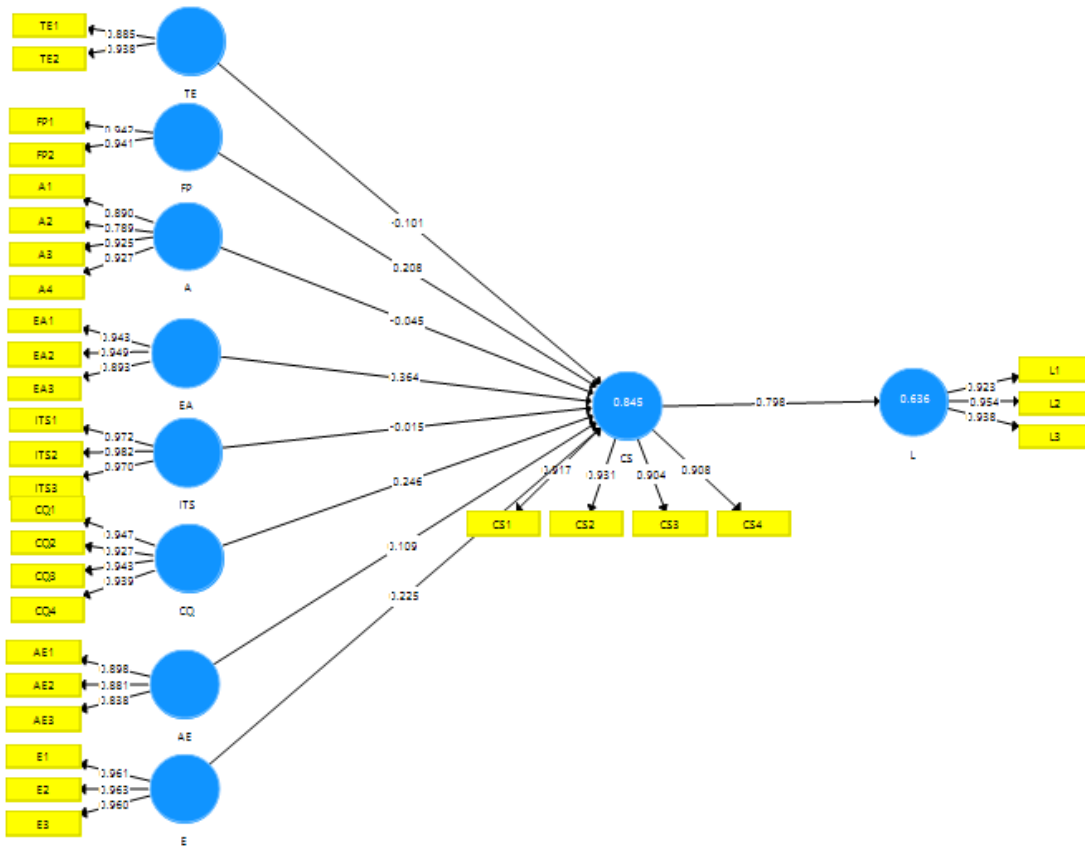 TE1
0.885
TE2
0.938
TE
FP1
0.942
FP2
0.941
FP
A1
0.890
A2
0.789
A3
0.925
A4
0.927
A
EA1
0.943
EA2
0.949
EA3
0.893
EA
ITS1
0.972
ITS2
0.982
ITS3
0.970
ITS
CQ1
0.947
CQ2
0.927
CQ3
0.943
CQ4
0.939
CQ
AE1
0.898
AE2
0.881
AE3
0.838
AE
E1
0.961
E2
0.963
E3
0.960
E
-0.101
0.208
-0.045
0.364
-0.015
0.246
0.109
0.225
0.845
CS
0.917
0.931
0.904
0.908
CS1
CS2
CS3
CS4
0.798
0.636
L
0.923
L1
0.954
L2
0.938
L3